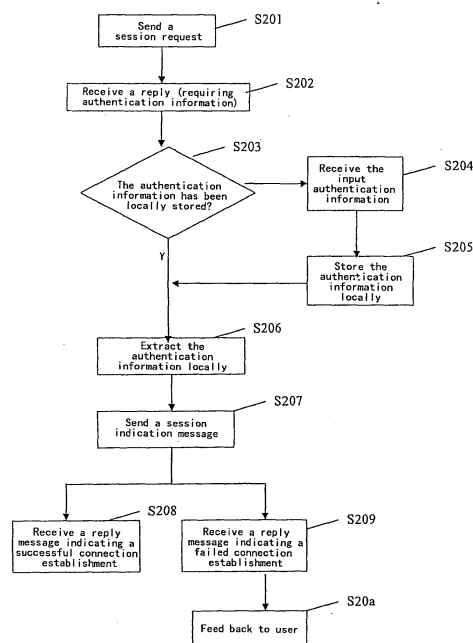 S201
Send a
session request
S202
Receive a reply (requiring
authentication information)
S203
The authentication
information has been
locally stored?
S204
Receive the
input
authentication
information
Y
S205
Store the
authentication
information
locally
S206
Extract the
authentication
information locally
S207
Send a session
indication message
S208
Receive a reply
message indicating a
successful connection
establishment
S209
Receive a reply
message indicating a
failed connection
establishment
S20a
Feed back to user